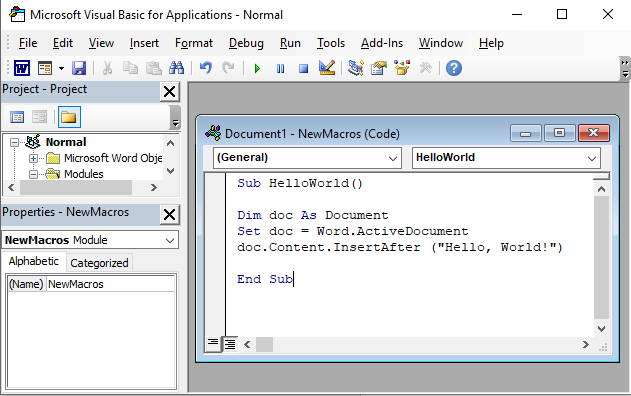 Microsoft Visual Basic for Applications - Normal
File Edit View Insert Format Debug Run Tools Add-Ins Window Help
Project - Project
Normal
Microsoft Word Obje
Modules
Properties - NewMacros
NewMacros Module
Alphabetic Categorized
(Name) NewMacros
Document1 - NewMacros (Code)
(General) HelloWorld
Sub HelloWorld()
Dim doc As Document
Set doc = Word.ActiveDocument
doc.Content.InsertAfter ("Hello, World!")
End Sub